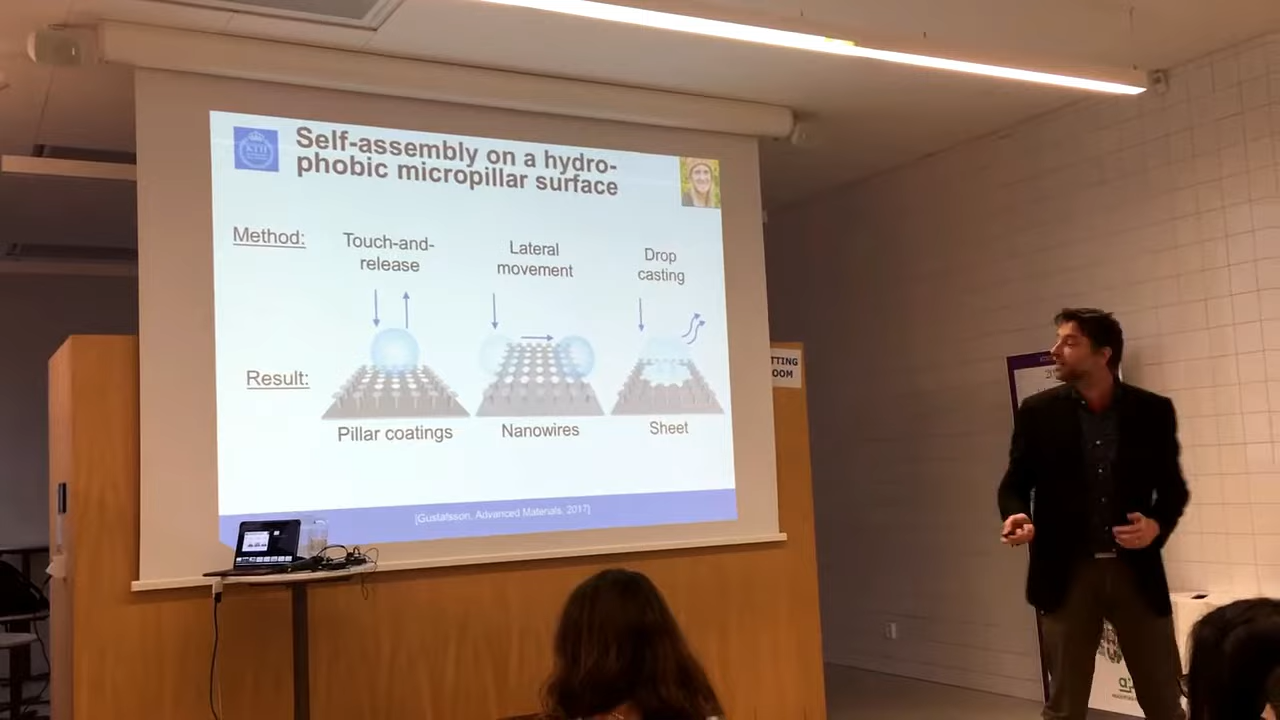 KTH
Self-assembly on a hydro-
phobic micropillar surface
Method:
Touch-and-
release
Lateral
movement
Drop
casting
Result:
Pillar coatings
Nanowires
Sheet
[Gustafsson, Advanced Materials, 2017]
TTING
OOM